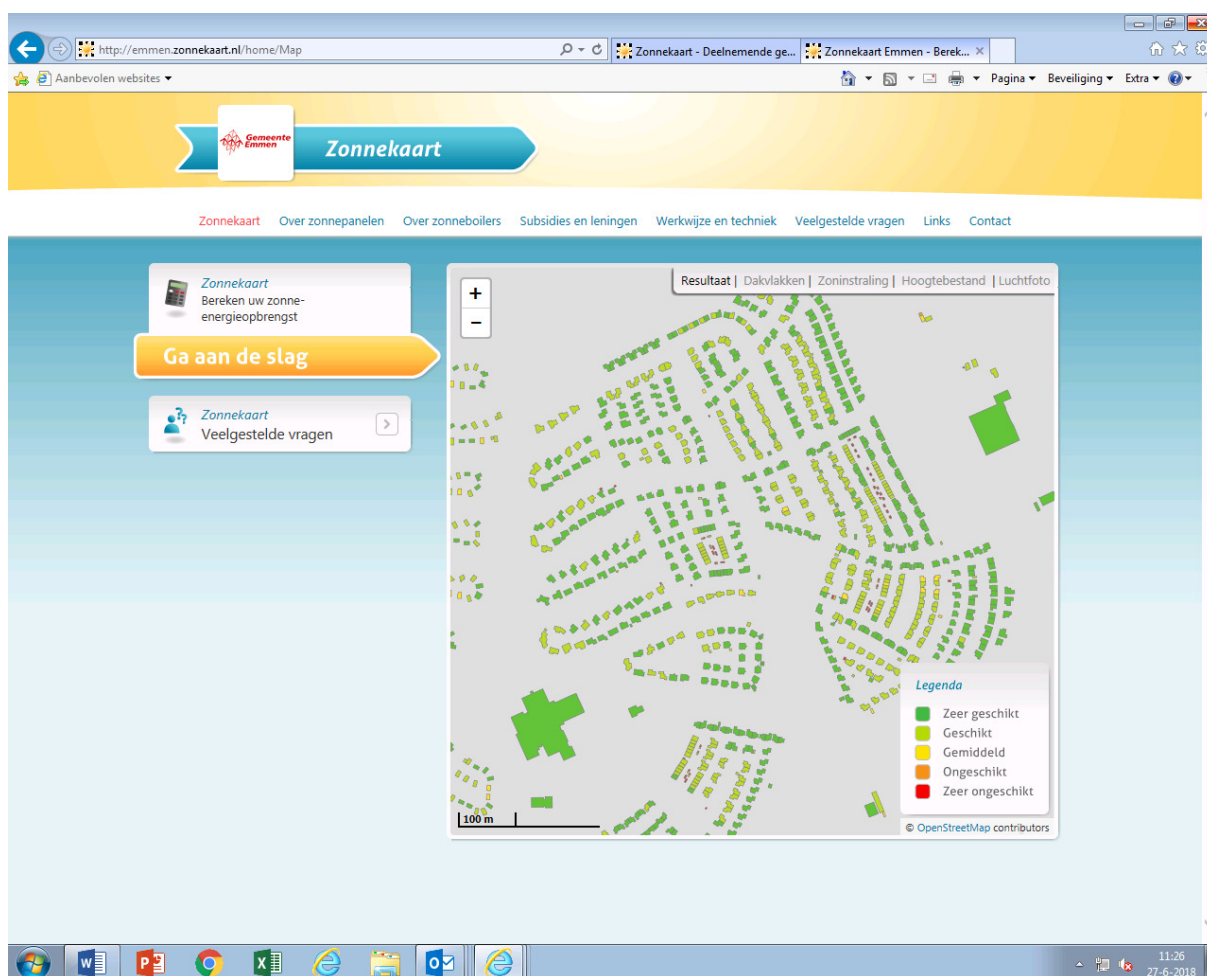 http://emmen.zonnekaart.nl/home/Map
Zonnekaart - Deelnemende ge...
Zonnekaart Emmen - Berek...
Aanbevolen websites
Pagina
Beveiliging
Extra
Gemeente
Emmen
Zonnekaart
Zonnekaart
Over zonnepanelen
Over zonneboilers
Subsidies en leningen
Werkwijze en techniek
Veelgestelde vragen
Links
Contact
Zonnekaart
Bereken uw zonne-
energieopbrengst
Ga aan de slag
Zonnekaart
Veelgestelde vragen
+
−
Resultaat | Dakvlakken | Zoninstraling | Hoogtebestand | Luchtfoto
Legenda
Zeer geschikt
Geschikt
Gemiddeld
Ongeschikt
Zeer ongeschikt
100 m
© OpenStreetMap contributors
11:26
27-6-2018